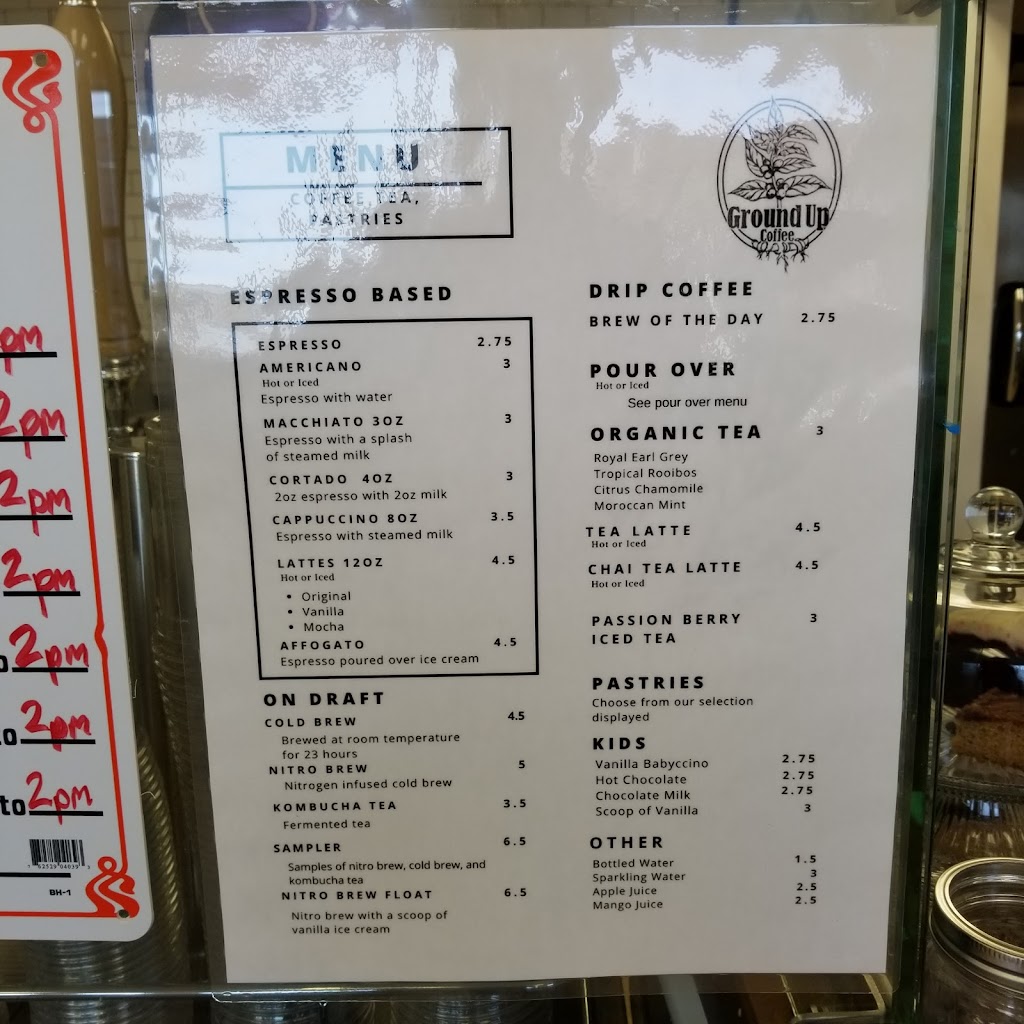 MENU
COFFEE, TEA,
PASTRIES
Ground Up
Coffee
ESPRESSO BASED
ESPRESSO 2.75
AMERICANO 3
Hot or Iced
Espresso with water
MACCHIATO 3OZ 3
Espresso with a splash
of steamed milk
CORTADO 4OZ 3
2oz espresso with 2oz milk
CAPPUCCINO 8OZ 3.5
Espresso with steamed milk
LATTES 12OZ 4.5
Hot or Iced
• Original
• Vanilla
• Mocha
AFFOGATO 4.5
Espresso poured over ice cream
ON DRAFT
COLD BREW 4.5
Brewed at room temperature
for 23 hours
NITRO BREW 5
Nitrogen infused cold brew
KOMBUCHA TEA 3.5
Fermented tea
SAMPLER 6.5
Samples of nitro brew, cold brew, and
kombucha tea
NITRO BREW FLOAT 6.5
Nitro brew with a scoop of
vanilla ice cream
DRIP COFFEE
BREW OF THE DAY 2.75
POUR OVER
Hot or Iced
See pour over menu
ORGANIC TEA 3
Royal Earl Grey
Tropical Rooibos
Citrus Chamomile
Moroccan Mint
TEA LATTE 4.5
Hot or Iced
CHAI TEA LATTE 4.5
Hot or Iced
PASSION BERRY 3
ICED TEA
PASTRIES
Choose from our selection
displayed
KIDS
Vanilla Babyccino 2.75
Hot Chocolate 2.75
Chocolate Milk 2.75
Scoop of Vanilla 3
OTHER
Bottled Water 1.5
Sparkling Water 3
Apple Juice 2.5
Mango Juice 2.5
pm
2pm
2pm
2pm
o 2pm
to 2pm
to 2pm
BH-1